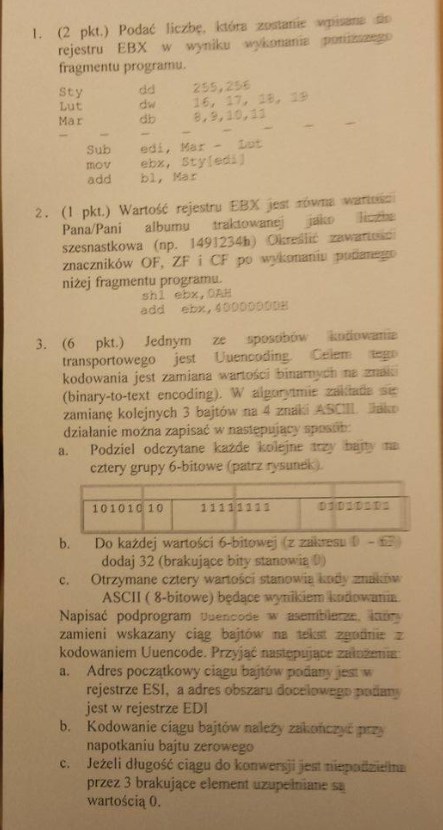 1. (2 pkt.) Podać liczbę, która zostanie wpisana do
rejestru EBX w wyniku wykonania poniższego
fragmentu programu.
Sty dd 255,256
Lut dw 16, 17, 18, 19
Mar db 8,9,10,11
— — — — — — —
Sub edi, Mar - Lut
mov ebx, Sty[edi]
add bl, Mar
2. (1 pkt.) Wartość rejestru EBX jest równa wartości
Pana/Pani albumu traktowanej jako liczba
szesnastkowa (np. 1491234h) Określić zawartości
znaczników OF, ZF i CF po wykonaniu podanego
niżej fragmentu programu.
shl ebx,0AH
add ebx,40000000H
3. (6 pkt.) Jednym ze sposobów kodowania
transportowego jest Uuencoding. Celem tego
kodowania jest zamiana wartości binarnych na znaki
(binary-to-text encoding). W algorytmie zakłada się
zamianę kolejnych 3 bajtów na 4 znaki ASCII. Jako
działanie można zapisać w następujący sposób:
a. Podziel odczytane każde kolejne trzy bajty na
cztery grupy 6-bitowe (patrz rysunek).
101010 10 1111 1111 01010101
b. Do każdej wartości 6-bitowej (z zakresu 0 - 63)
dodaj 32 (brakujące bity stanowią 0)
c. Otrzymane cztery wartości stanowią kody znaków
ASCII ( 8-bitowe) będące wynikiem kodowania.
Napisać podprogram Uuencode w asemblerze, który
zamieni wskazany ciąg bajtów na tekst zgodnie z
kodowaniem Uuencode. Przyjąć następujące założenia:
a. Adres początkowy ciągu bajtów podany jest w
rejestrze ESI, a adres obszaru docelowego podany
jest w rejestrze EDI
b. Kodowanie ciągu bajtów należy zakończyć przy
napotkaniu bajtu zerowego
c. Jeżeli długość ciągu do konwersji jest niepodzielna
przez 3 brakujące element uzupełniane są
wartością 0.